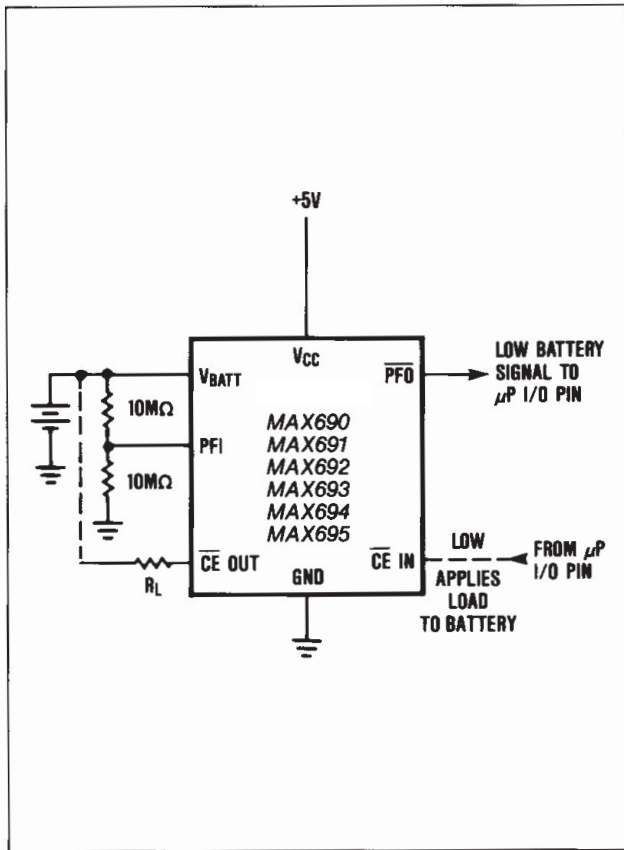 +5V
VCC
VBATT
PFO
LOW BATTERY
SIGNAL TO
μP I/O PIN
10MΩ
PFI
10MΩ
MAX690
MAX691
MAX692
MAX693
MAX694
MAX695
CE OUT
RL
GND
CE IN
LOW
APPLIES
LOAD
TO BATTERY
FROM μP
I/O PIN